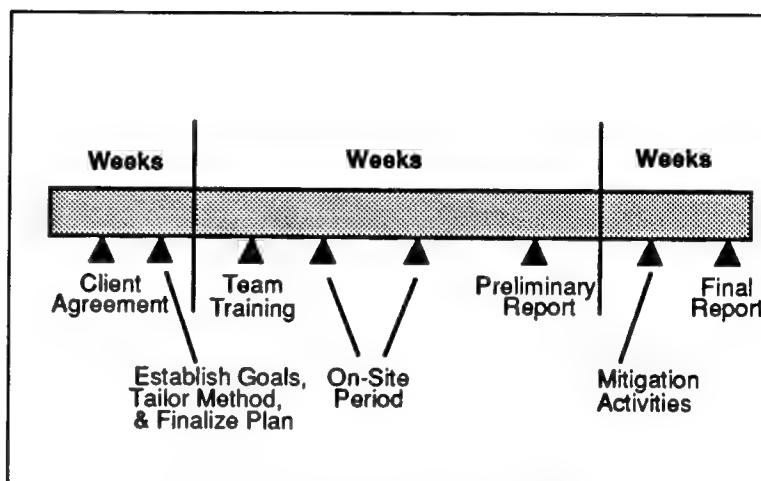 Weeks Weeks Weeks
Client Agreement
Team Training
Preliminary Report
Final Report
Establish Goals,
Tailor Method,
& Finalize Plan
On-Site
Period
Mitigation
Activities